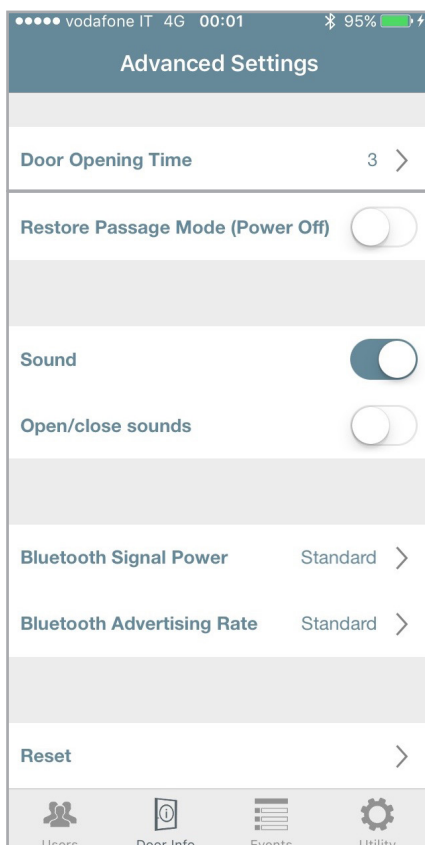 vodafone IT 4G 00:01 95%
Advanced Settings
Door Opening Time 3
Restore Passage Mode (Power Off)
Sound
Open/close sounds
Bluetooth Signal Power Standard
Bluetooth Advertising Rate Standard
Reset
Users Door Info Events Utility